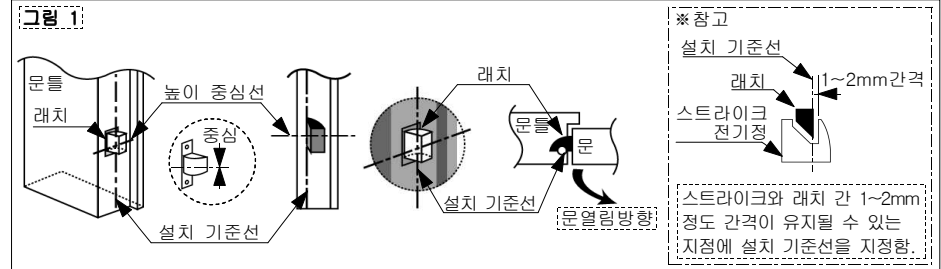 그림 1
문틀
래치
높이 중심선
중심
설치 기준선
래치
문틀
문
설치 기준선
문열림방향
※참고
설치 기준선
래치
1~2mm간격
스트라이크
전기정
스트라이크와 래치 간 1~2mm
정도 간격이 유지될 수 있는
지점에 설치 기준선을 지정함.